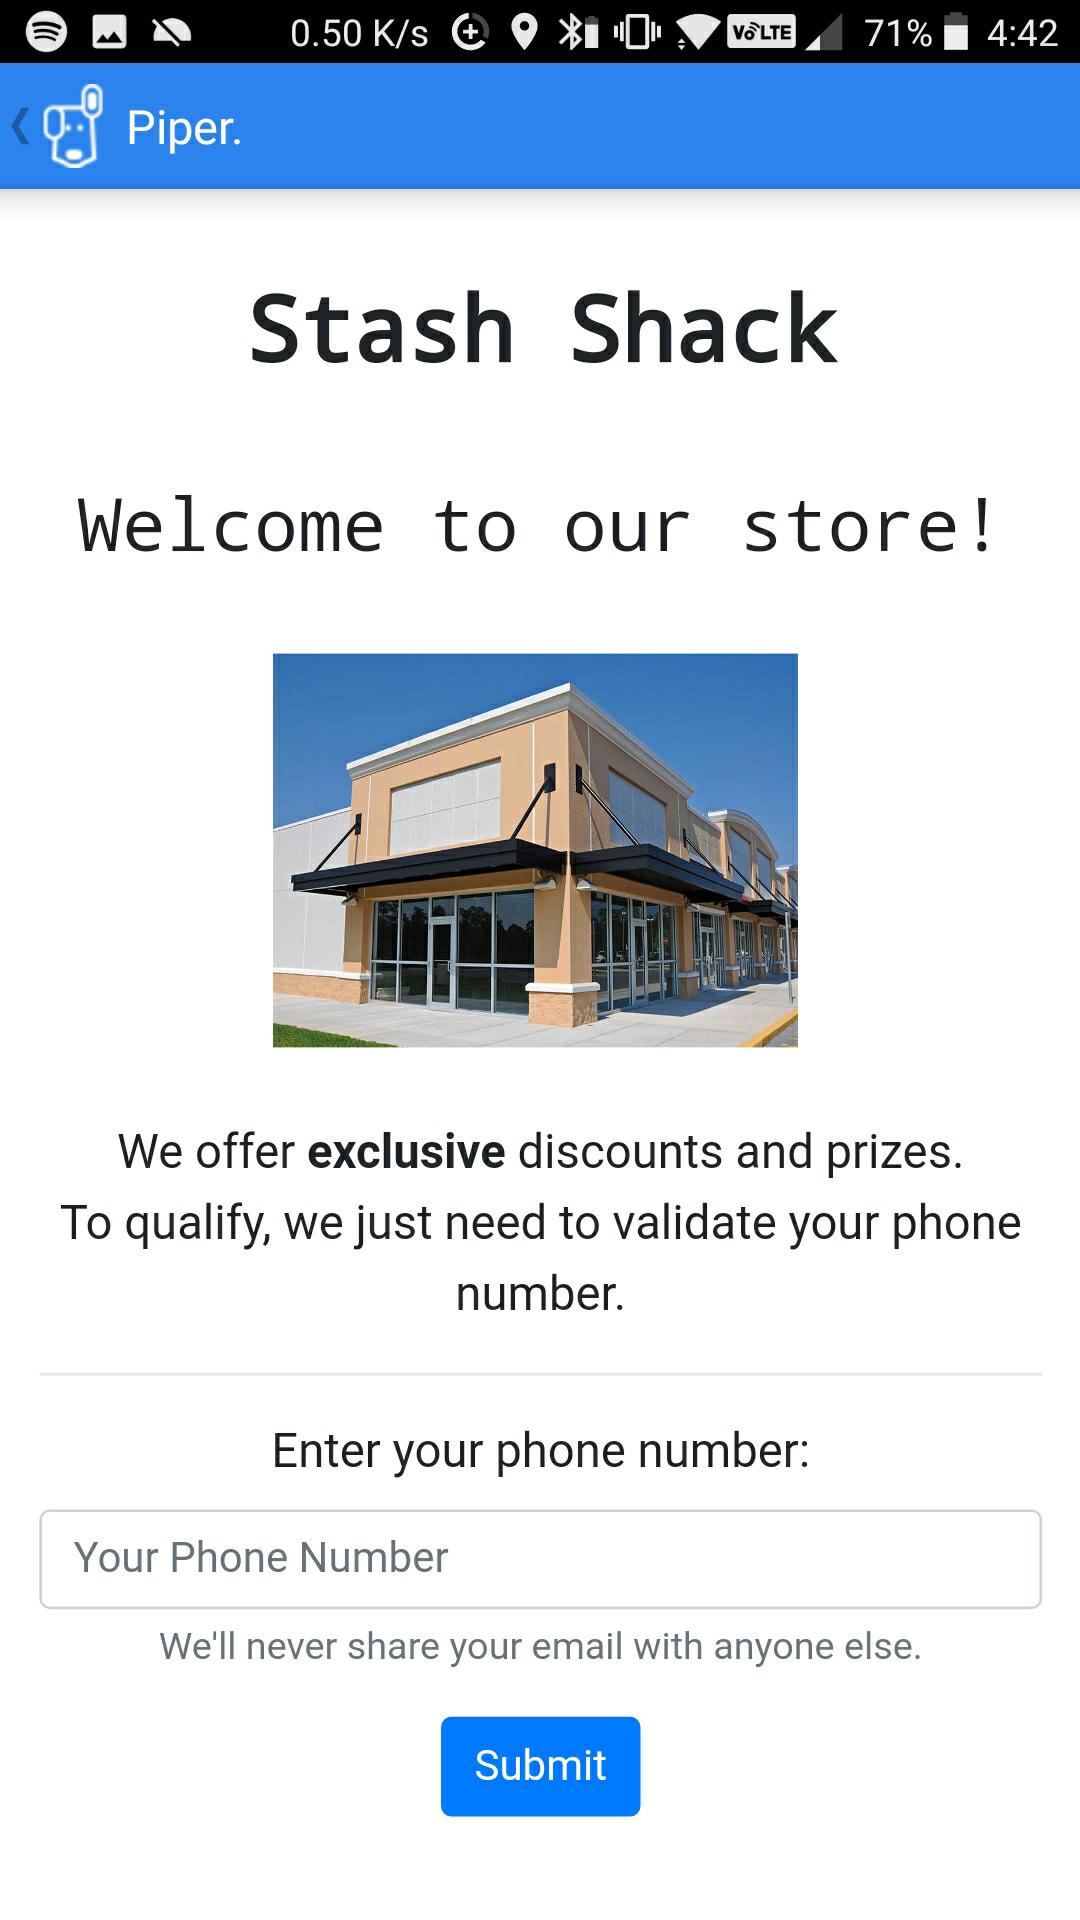 0.50 K/s VoLTE 71% 4:42
Piper.
Stash Shack
Welcome to our store!
We offer exclusive discounts and prizes.
To qualify, we just need to validate your phone
number.
Enter your phone number:
Your Phone Number
We'll never share your email with anyone else.
Submit